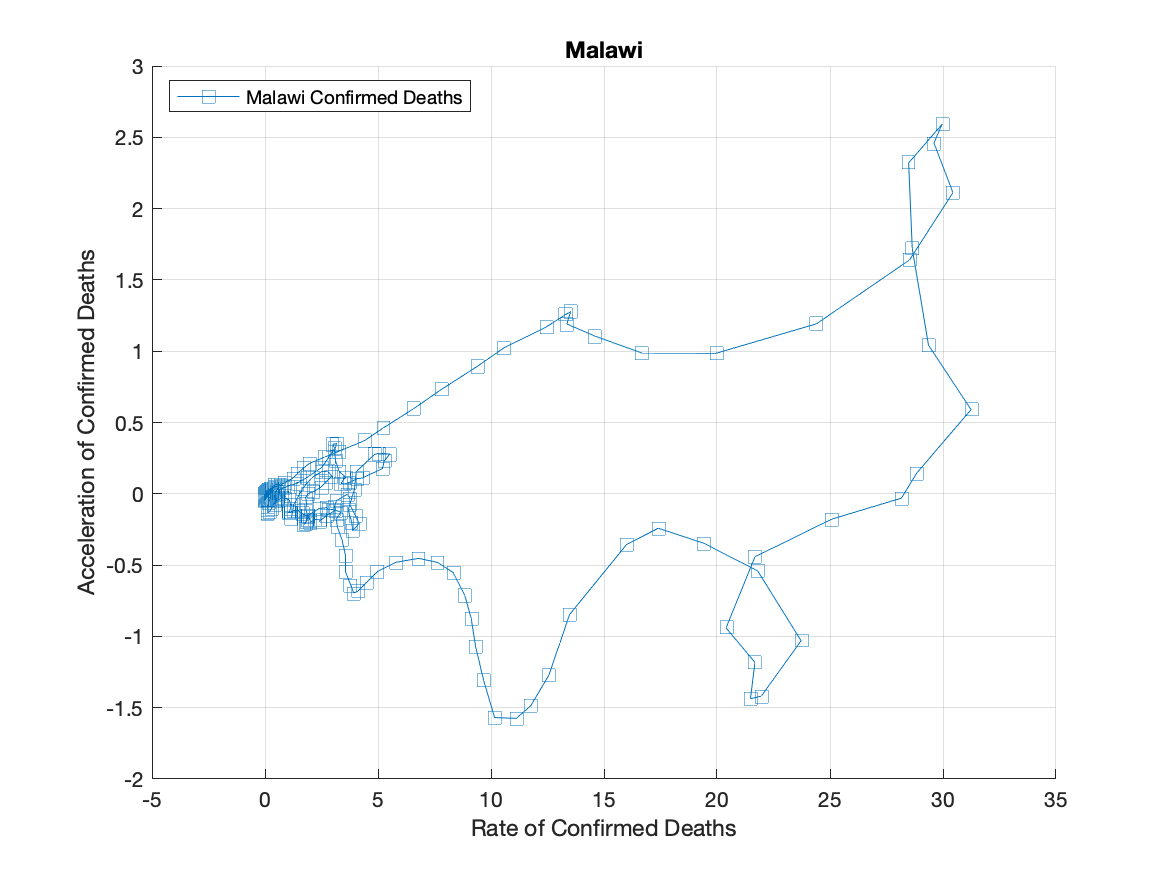 Malawi
Malawi Confirmed Deaths
3
2.5
2
1.5
1
0.5
0
-0.5
-1
-1.5
-2
Acceleration of Confirmed Deaths
-5 0 5 10 15 20 25 30 35
Rate of Confirmed Deaths